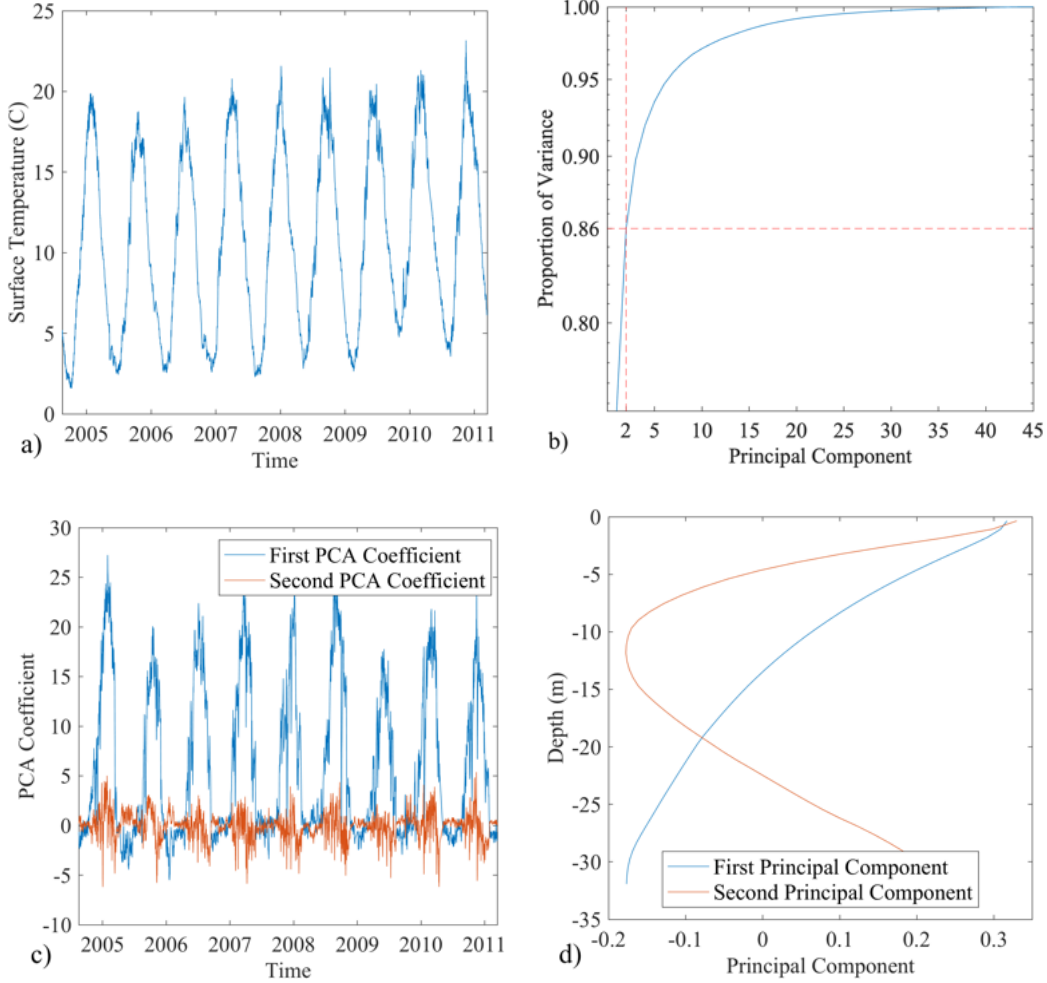 25
20
15
10
5
0
Surface Temperature (C)
2005 2006 2007 2008 2009 2010 2011
Time
a)
1.00
0.95
0.90
0.86
0.80
Proportion of Variance
2 5 10 15 20 25 30 35 40 45
Principal Component
b)
30
25
20
15
10
5
0
-5
-10
PCA Coefficient
First PCA Coefficient
Second PCA Coefficient
2005 2006 2007 2008 2009 2010 2011
Time
c)
0
-5
-10
-15
-20
-25
-30
-35
Depth (m)
First Principal Component
Second Principal Component
-0.2 -0.1 0 0.1 0.2 0.3
Principal Component
d)